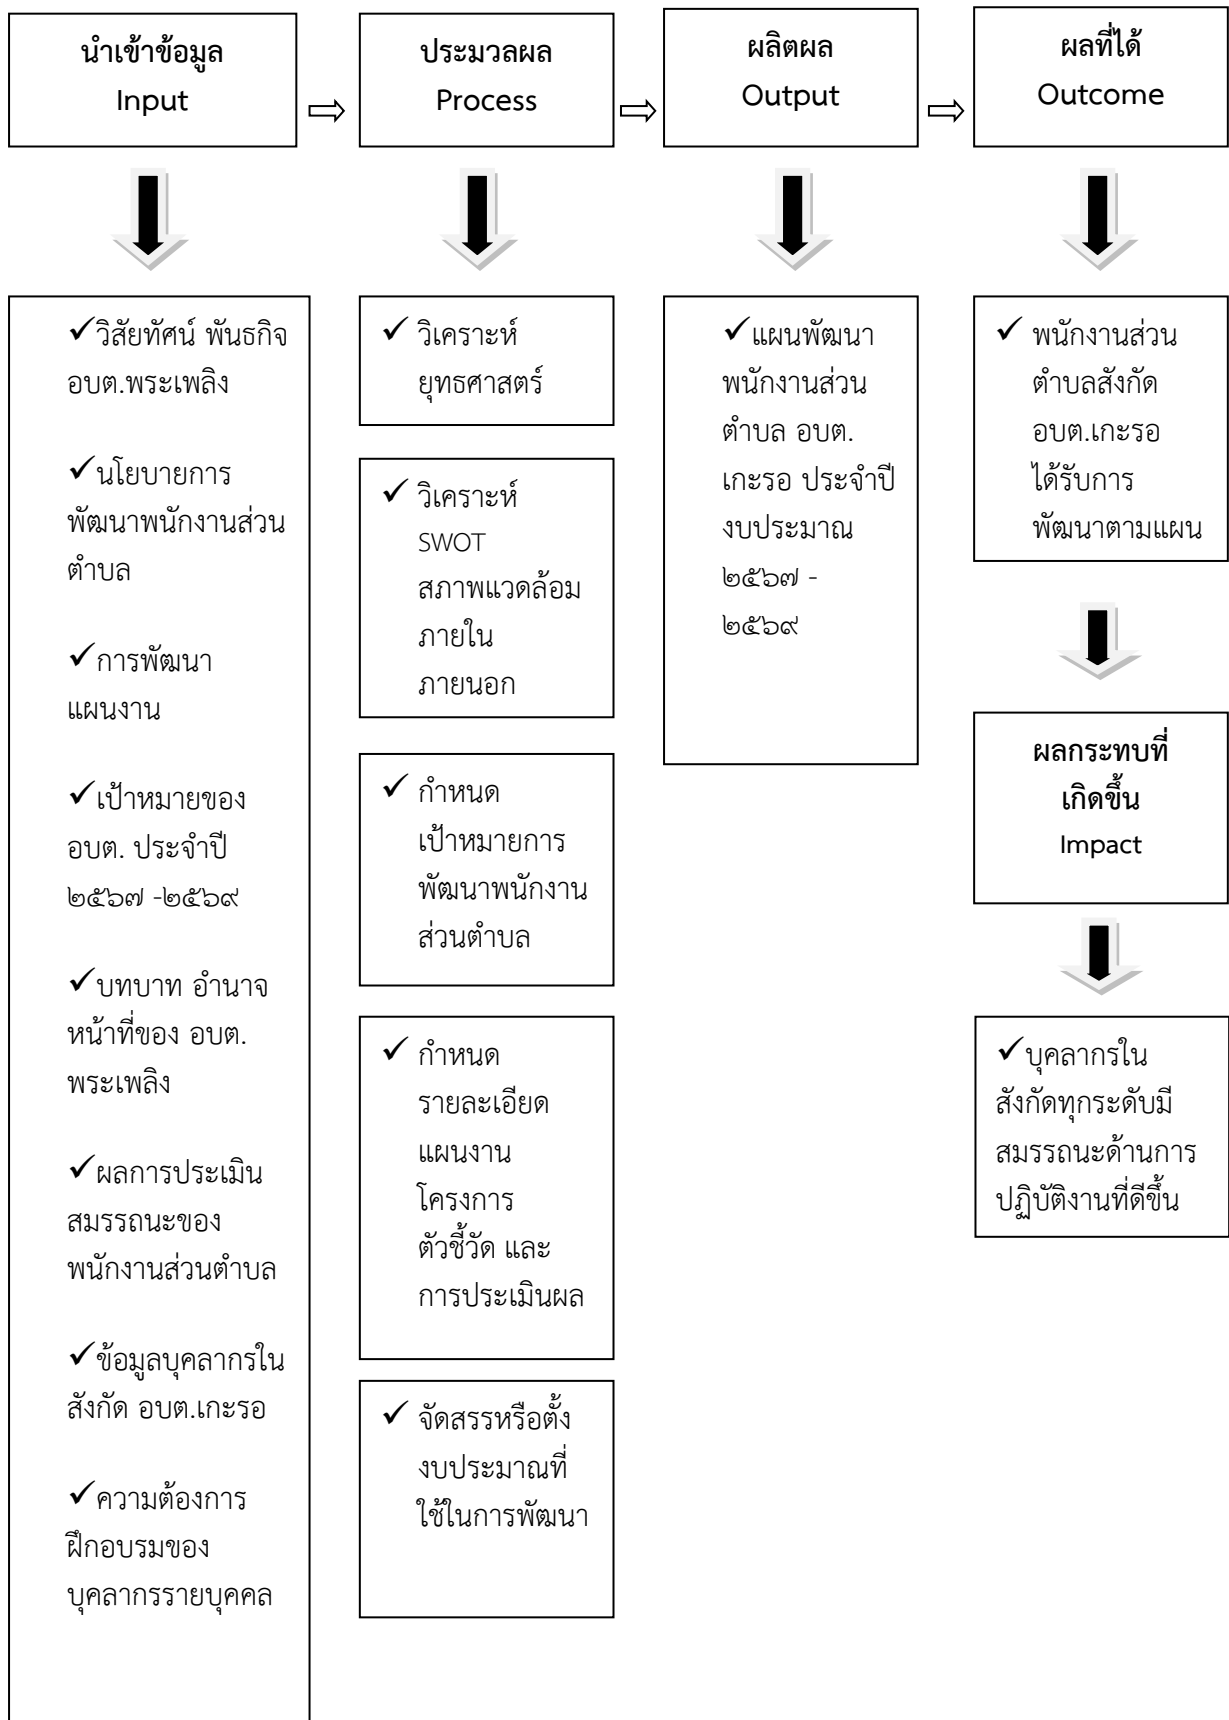 นำเข้าข้อมูล
Input
ประมวลผล
Process
ผลิตผล
Output
ผลที่ได้
Outcome
✓วิสัยทัศน์ พันธกิจ
อบต.พระเพลิง
✓นโยบายการ
พัฒนาพนักงานส่วน
ตำบล
✓การพัฒนา
แผนงาน
✓เป้าหมายของ
อบต. ประจำปี
๒๕๖๗ -๒๕๖๙
✓บทบาท อำนาจ
หน้าที่ของ อบต.
พระเพลิง
✓ผลการประเมิน
สมรรถนะของ
พนักงานส่วนตำบล
✓ข้อมูลบุคลากรใน
สังกัด อบต.เกะรอ
✓ความต้องการ
ฝึกอบรมของ
บุคลากรรายบุคคล
✓ วิเคราะห์
ยุทธศาสตร์
✓ วิเคราะห์
SWOT
สภาพแวดล้อม
ภายใน
ภายนอก
✓ กำหนด
เป้าหมายการ
พัฒนาพนักงาน
ส่วนตำบล
✓ กำหนด
รายละเอียด
แผนงาน
โครงการ
ตัวชี้วัด และ
การประเมินผล
✓ จัดสรรหรือตั้ง
งบประมาณที่
ใช้ในการพัฒนา
✓แผนพัฒนา
พนักงานส่วน
ตำบล อบต.
เกะรอ ประจำปี
งบประมาณ
๒๕๖๗ -
๒๕๖๙
✓ พนักงานส่วน
ตำบลสังกัด
อบต.เกะรอ
ได้รับการ
พัฒนาตามแผน
ผลกระทบที่
เกิดขึ้น
Impact
✓บุคลากรใน
สังกัดทุกระดับมี
สมรรถนะด้านการ
ปฏิบัติงานที่ดีขึ้น